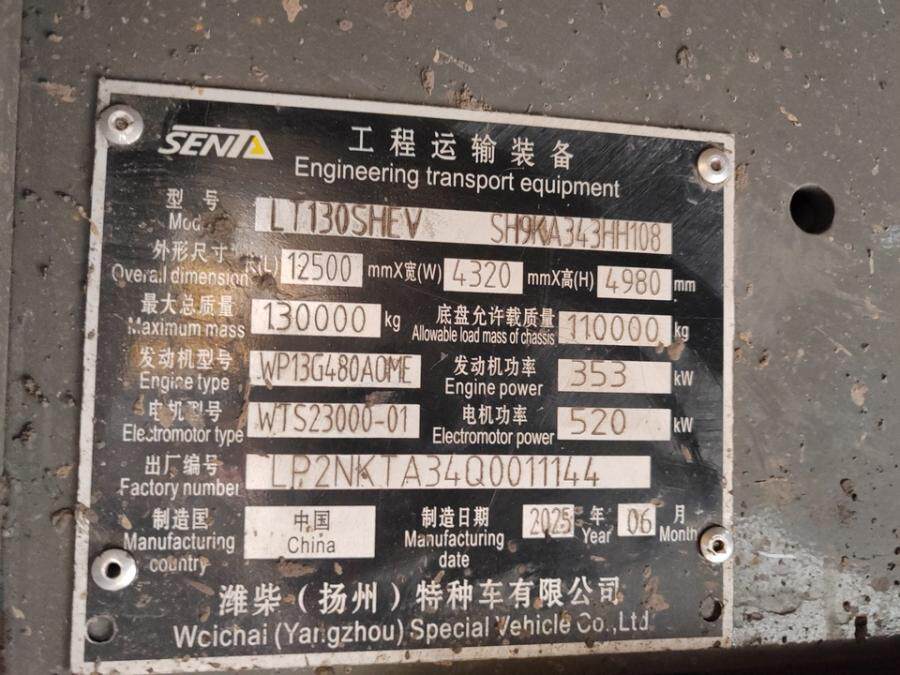 SENTA 工程运输装备
Engineering transport equipment
型号 LT130SHEV SH9KA343HH108
Model
外形尺寸 长(L) 12500 mmX宽(W) 4320 mmX高(H) 4980 mm
Overall dimension
最大总质量 130000 kg 底盘允许载质量 110000 kg
Maximum mass Allowable load mass of chassis
发动机型号 WP13G480A0ME 发动机功率 353 kW
Engine type Engine power
电机型号 WTS23000-01 电机功率 520 kW
Electromotor type Electromotor power
出厂编号 LP2NKTA34Q0011144
Factory number
制造国 中国 制造日期 2025 年 06 月
Manufacturing country China Manufacturing date Year Month
潍柴（扬州）特种车有限公司
Weichai (Yangzhou) Special Vehicle Co.,Ltd